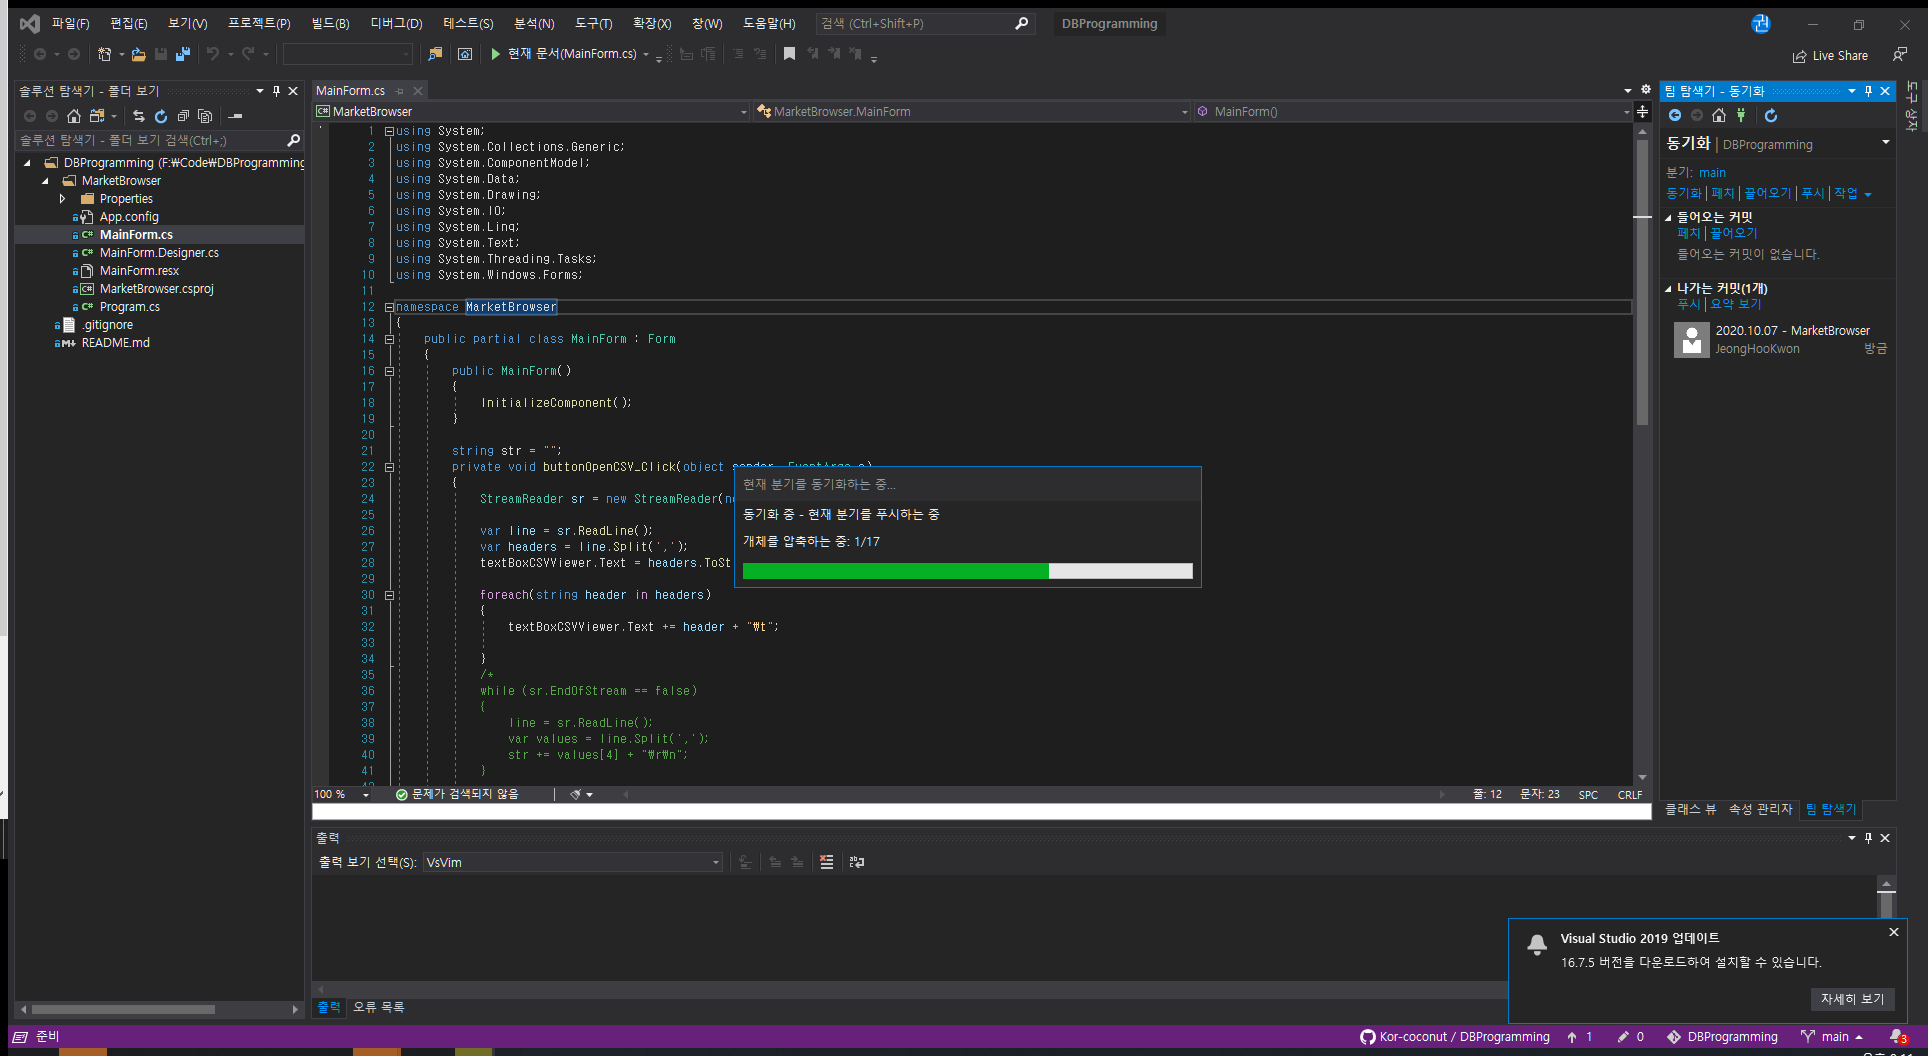 파일(F) 편집(E) 보기(V) 프로젝트(P) 빌드(B) 디버그(D) 테스트(S) 분석(N) 도구(T) 확장(X) 창(W) 도움말(H) 검색 (Ctrl+Shift+P) DBProgramming 권
현재 문서(MainForm.cs) Live Share
솔루션 탐색기 - 폴더 보기
솔루션 탐색기 - 폴더 보기 검색(Ctrl+;)
DBProgramming (F:₩Code₩DBProgramming
MarketBrowser
Properties
App.config
MainForm.cs
MainForm.Designer.cs
MainForm.resx
MarketBrowser.csproj
Program.cs
.gitignore
README.md
MainForm.cs
MarketBrowser MarketBrowser.MainForm MainForm()
1 using System;
2 using System.Collections.Generic;
3 using System.ComponentModel;
4 using System.Data;
5 using System.Drawing;
6 using System.IO;
7 using System.Linq;
8 using System.Text;
9 using System.Threading.Tasks;
10 using System.Windows.Forms;
11
12 namespace MarketBrowser
13 {
14 public partial class MainForm : Form
15 {
16 public MainForm()
17 {
18 InitializeComponent();
19 }
20
21 string str = "";
22 private void buttonOpenCSV_Click(object
23 {
24 StreamReader sr = new StreamReader(
25
26 var line = sr.ReadLine();
27 var headers = line.Split(',');
28 textBoxCSVViewer.Text = headers.ToSt
29
30 foreach(string header in headers)
31 {
32 textBoxCSVViewer.Text += header + "₩t";
33
34 }
35 /*
36 while (sr.EndOfStream == false)
37 {
38 line = sr.ReadLine();
39 var values = line.Split(',');
40 str += values[4] + "₩r₩n";
41 }
현재 분기를 동기화하는 중...
동기화 중 - 현재 분기를 푸시하는 중
개체를 압축하는 중: 1/17
100 % 문제가 검색되지 않음 줄: 12 문자: 23 SPC CRLF
출력
출력 보기 선택(S): VsVim
출력 오류 목록
팀 탐색기 - 동기화
동기화 | DBProgramming
분기: main
동기화 | 페치 | 끌어오기 | 푸시 | 작업
들어오는 커밋
페치 | 끌어오기
들어오는 커밋이 없습니다.
나가는 커밋(1개)
푸시 | 요약 보기
2020.10.07 - MarketBrowser
JeongHooKwon 방금
클래스 뷰 속성 관리자 팀 탐색기
도구 상자
Visual Studio 2019 업데이트
16.7.5 버전을 다운로드하여 설치할 수 있습니다.
자세히 보기
준비 Kor-coconut / DBProgramming 1 0 DBProgramming main 3